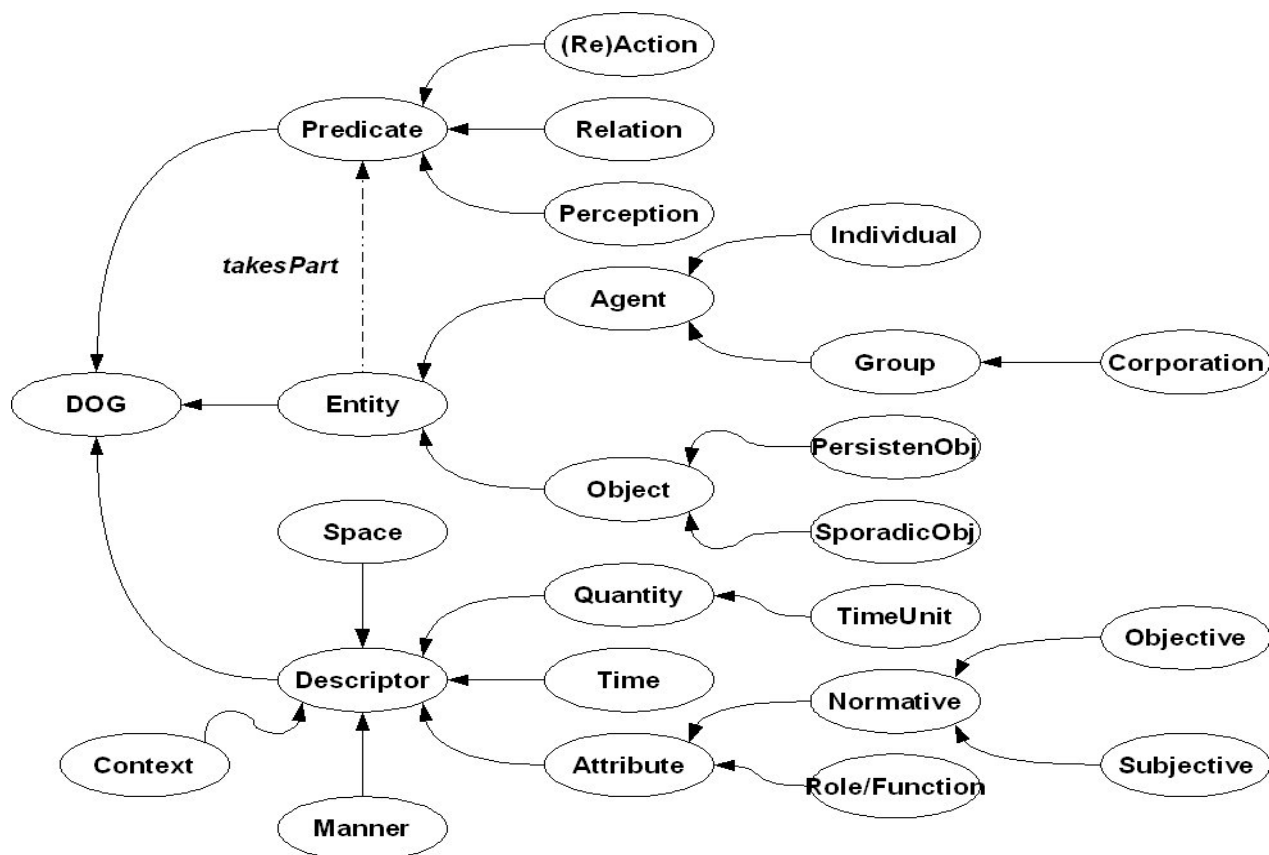 (Re)Action
Predicate
Relation
Perception
Individual
takesPart
Agent
Group
Corporation
DOG
Entity
PersistenObj
Object
Space
SporadicObj
Quantity
TimeUnit
Objective
Descriptor
Time
Normative
Context
Attribute
Subjective
Role/Function
Manner